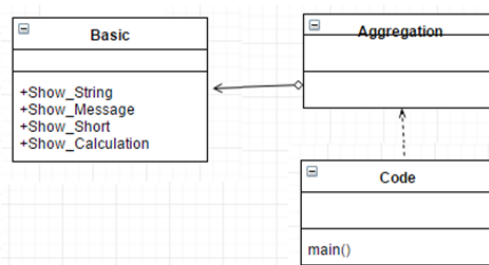 Basic
+Show_String
+Show_Message
+Show_Short
+Show_Calculation
Aggregation
Code
main()